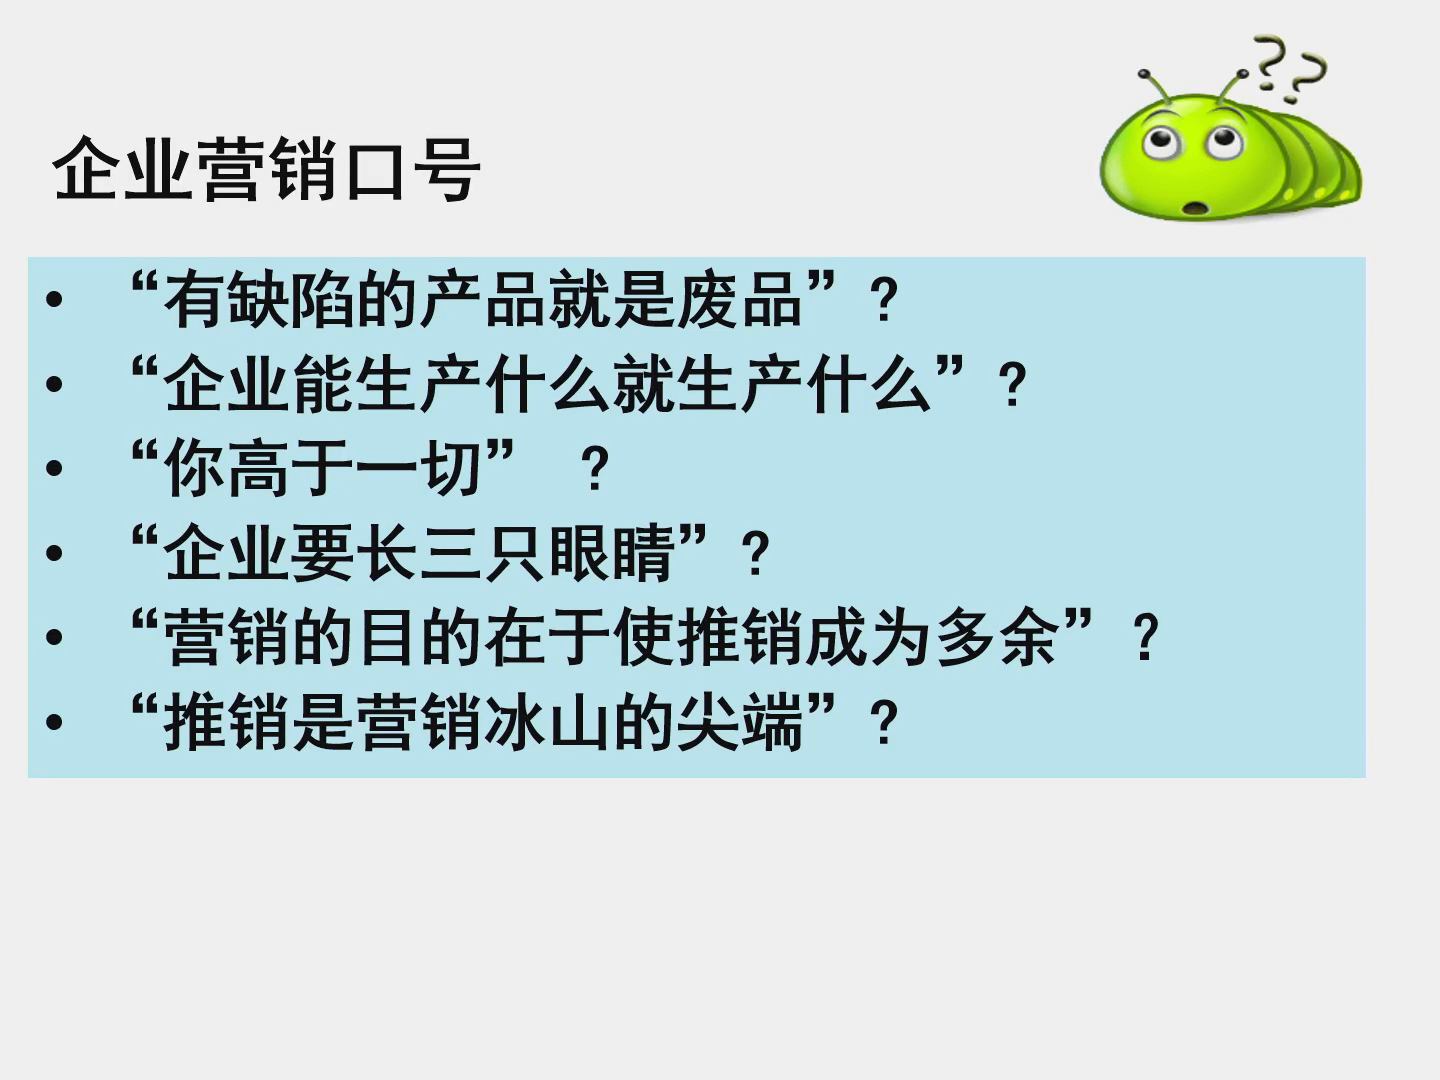 ??
企业营销口号
• “有缺陷的产品就是废品”？
• “企业能生产什么就生产什么”？
• “你高于一切” ？
• “企业要长三只眼睛”？
• “营销的目的在于使推销成为多余”？
• “推销是营销冰山的尖端”？